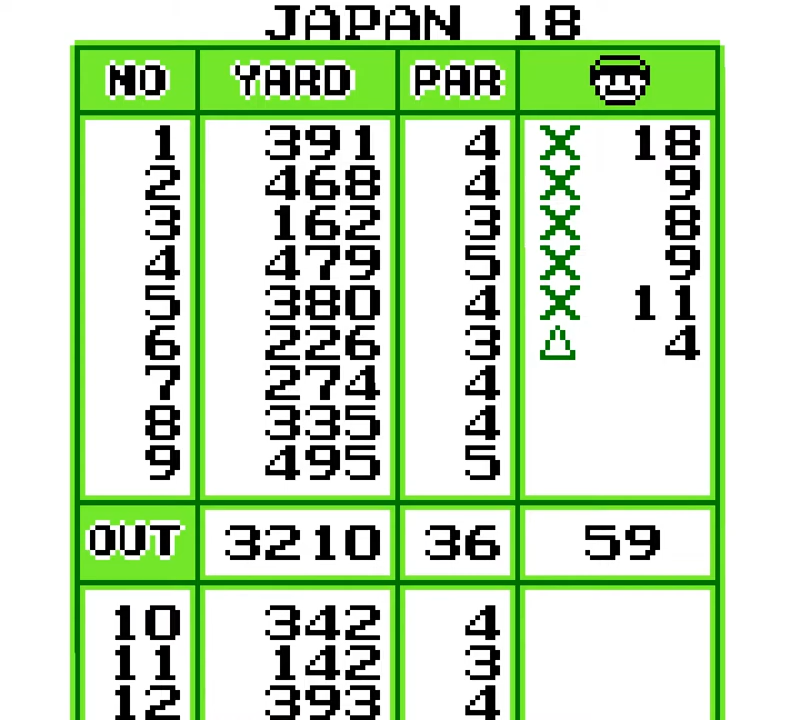 JAPAN 18
NO YARD PAR
1 391 4 X 18
2 468 4 X 9
3 162 3 X 8
4 479 5 X 9
5 380 4 X 11
6 226 3 △ 4
7 274 4
8 335 4
9 495 5
OUT 3210 36 59
10 342 4
11 142 3
12 393 4